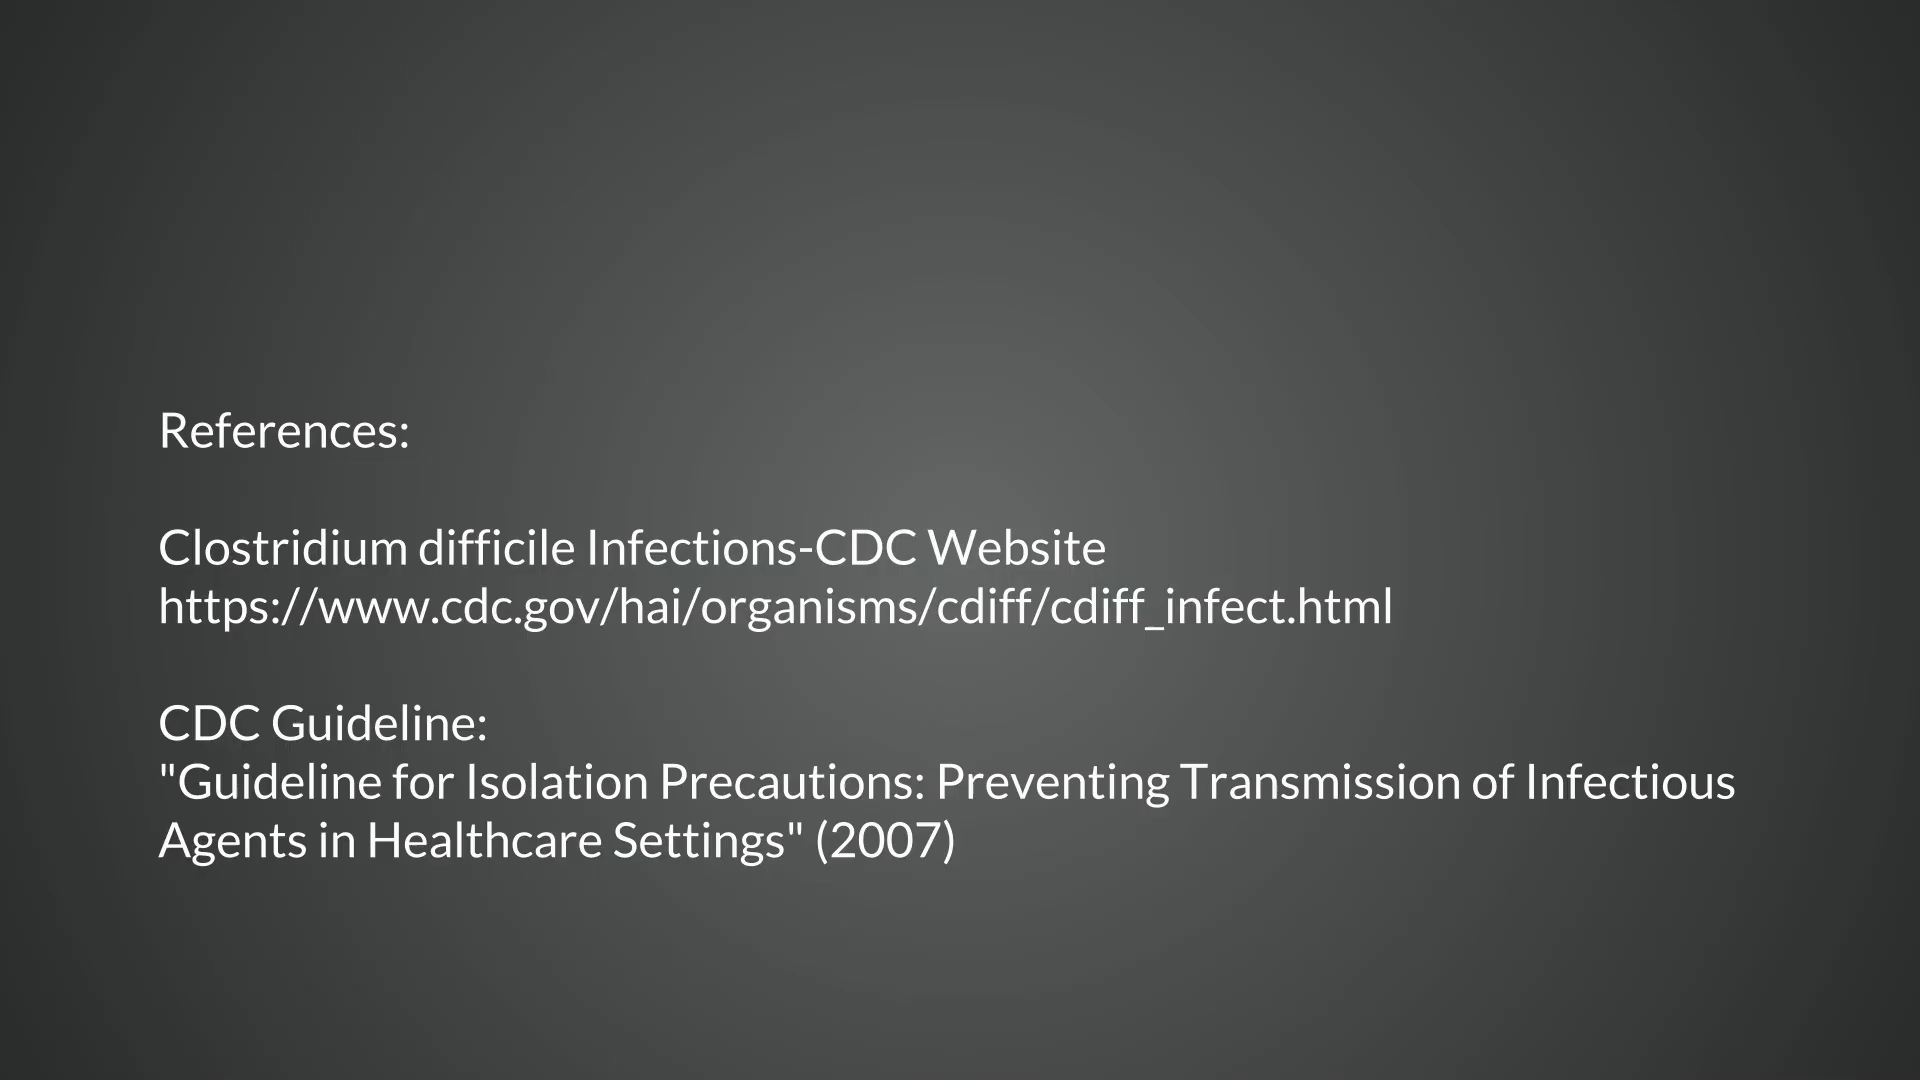 References:
Clostridium difficile Infections-CDC Website
https://www.cdc.gov/hai/organisms/cdiff/cdiff_infect.html
CDC Guideline:
"Guideline for Isolation Precautions: Preventing Transmission of Infectious
Agents in Healthcare Settings" (2007)